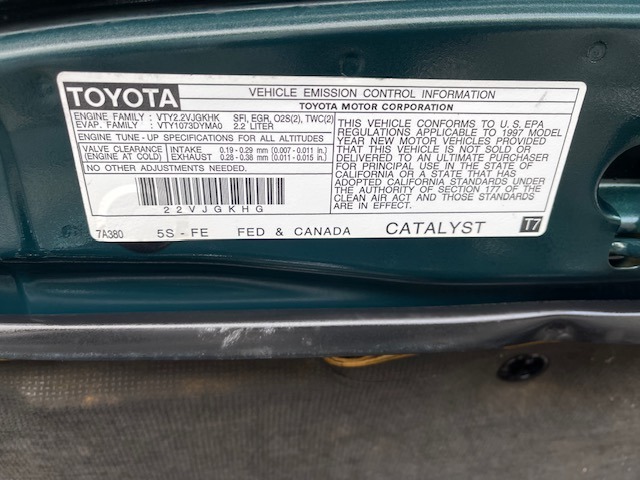 TOYOTA
VEHICLE EMISSION CONTROL INFORMATION
TOYOTA MOTOR CORPORATION
ENGINE FAMILY : VTY2.2VJGKHK SFI, EGR, O2S(2), TWC(2)
EVAP. FAMILY : VTY1073DYMA0 2.2 LITER
ENGINE TUNE - UP SPECIFICATIONS FOR ALL ALTITUDES
VALVE CLEARANCE INTAKE 0.19 - 0.29 mm (0.007 - 0.011 in.)
(ENGINE AT COLD) EXHAUST 0.28 - 0.38 mm (0.011 - 0.015 in.)
NO OTHER ADJUSTMENTS NEEDED.
22VJGKHG
THIS VEHICLE CONFORMS TO U.S. EPA
REGULATIONS APPLICABLE TO 1997 MODEL
YEAR NEW MOTOR VEHICLES PROVIDED
THAT THIS VEHICLE IS NOT SOLD OR
DELIVERED TO AN ULTIMATE PURCHASER
FOR PRINCIPAL USE IN THE STATE OF
CALIFORNIA OR A STATE THAT HAS
ADOPTED CALIFORNIA STANDARDS UNDER
THE AUTHORITY OF SECTION 177 OF THE
CLEAN AIR ACT AND THOSE STANDARDS
ARE IN EFFECT.
7A380 5S - FE FED & CANADA CATALYST T7